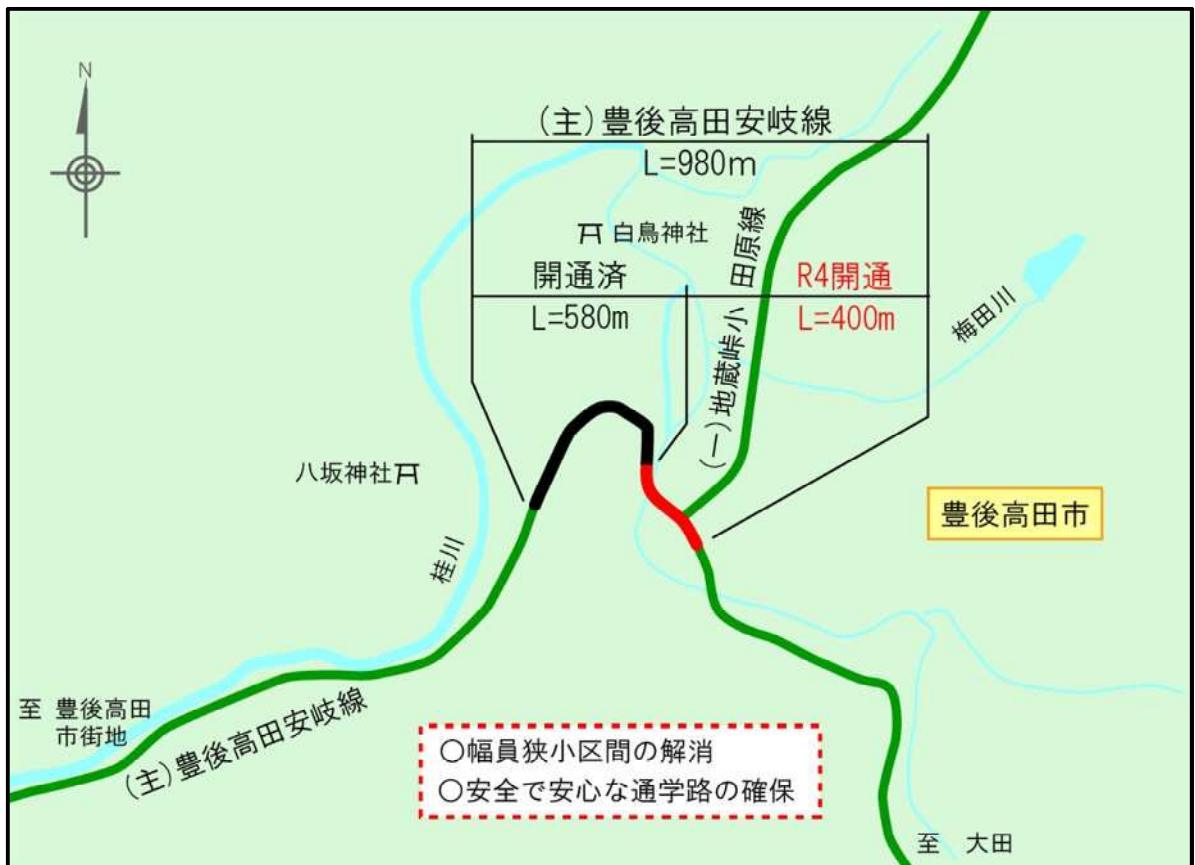 N
(主)豊後高田安岐線
L=980m
白鳥神社
開通済
R4開通
L=580m
L=400m
(一)地蔵峠小田原線
梅田川
八坂神社
豊後高田市
桂川
至 豊後高田
市街地
(主)豊後高田安岐線
○幅員狭小区間の解消
○安全で安心な通学路の確保
至 大田